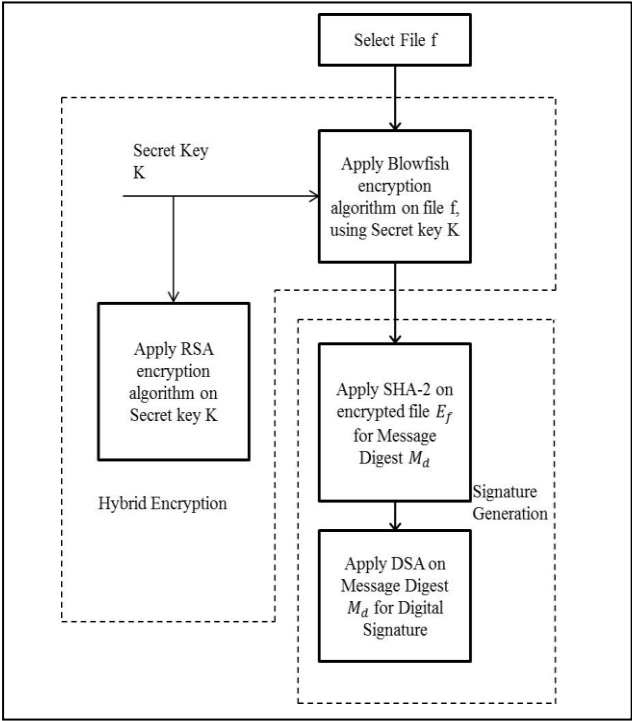 Select File f
Secret Key
K
Apply Blowfish
encryption
algorithm on file f,
using Secret key K
Apply RSA
encryption
algorithm on
Secret key K
Hybrid Encryption
Apply SHA-2 on
encrypted file E_f
for Message
Digest M_d
Signature
Generation
Apply DSA on
Message Digest
M_d for Digital
Signature